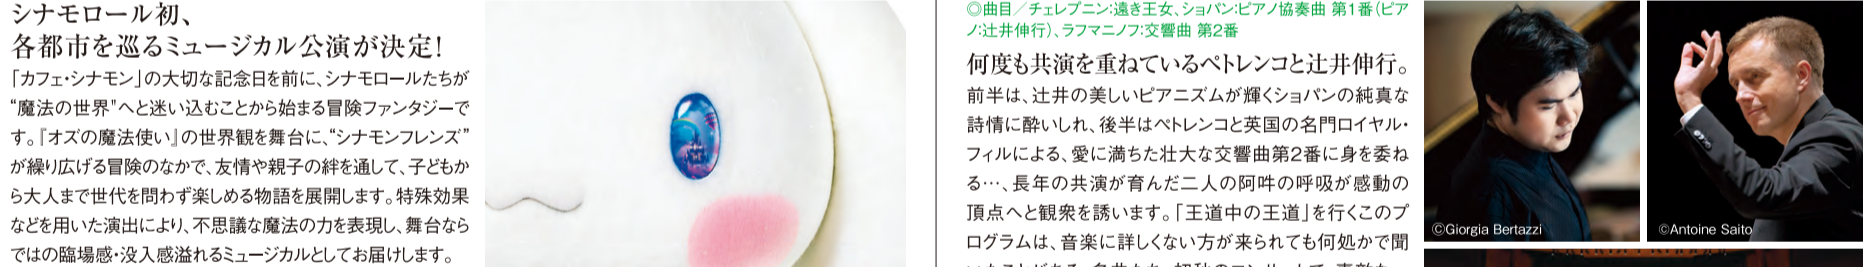 シナモロール初、
各都市を巡るミュージカル公演が決定!
「カフェ・シナモン」の大切な記念日を前に、シナモロールたちが
“魔法の世界"へと迷い込むことから始まる冒険ファンタジーで
す。『オズの魔法使い』の世界観を舞台に、“シナモンフレンズ”
が繰り広げる冒険のなかで、友情や親子の絆を通して、子どもか
ら大人まで世代を問わず楽しめる物語を展開します。特殊効果
などを用いた演出により、不思議な魔法の力を表現し、舞台なら
ではの臨場感・没入感溢れるミュージカルとしてお届けします。
◎曲目／チェレプニン:遠き王女、ショパン:ピアノ協奏曲 第1番(ピア
ノ:辻井伸行)、ラフマニノフ:交響曲 第2番
何度も共演を重ねているペトレンコと辻井伸行。
前半は、辻井の美しいピアニズムが輝くショパンの純真な
詩情に酔いしれ、後半はペトレンコと英国の名門ロイヤル・
フィルによる、愛に満ちた壮大な交響曲第2番に身を委ね
る…、長年の共演が育んだ二人の阿吽の呼吸が感動の
頂点へと観衆を誘います。「王道中の王道」を行くこのプ
ログラムは、音楽に詳しくない方が来られても何処かで聞
©Giorgia Bertazzi
©Antoine Saito